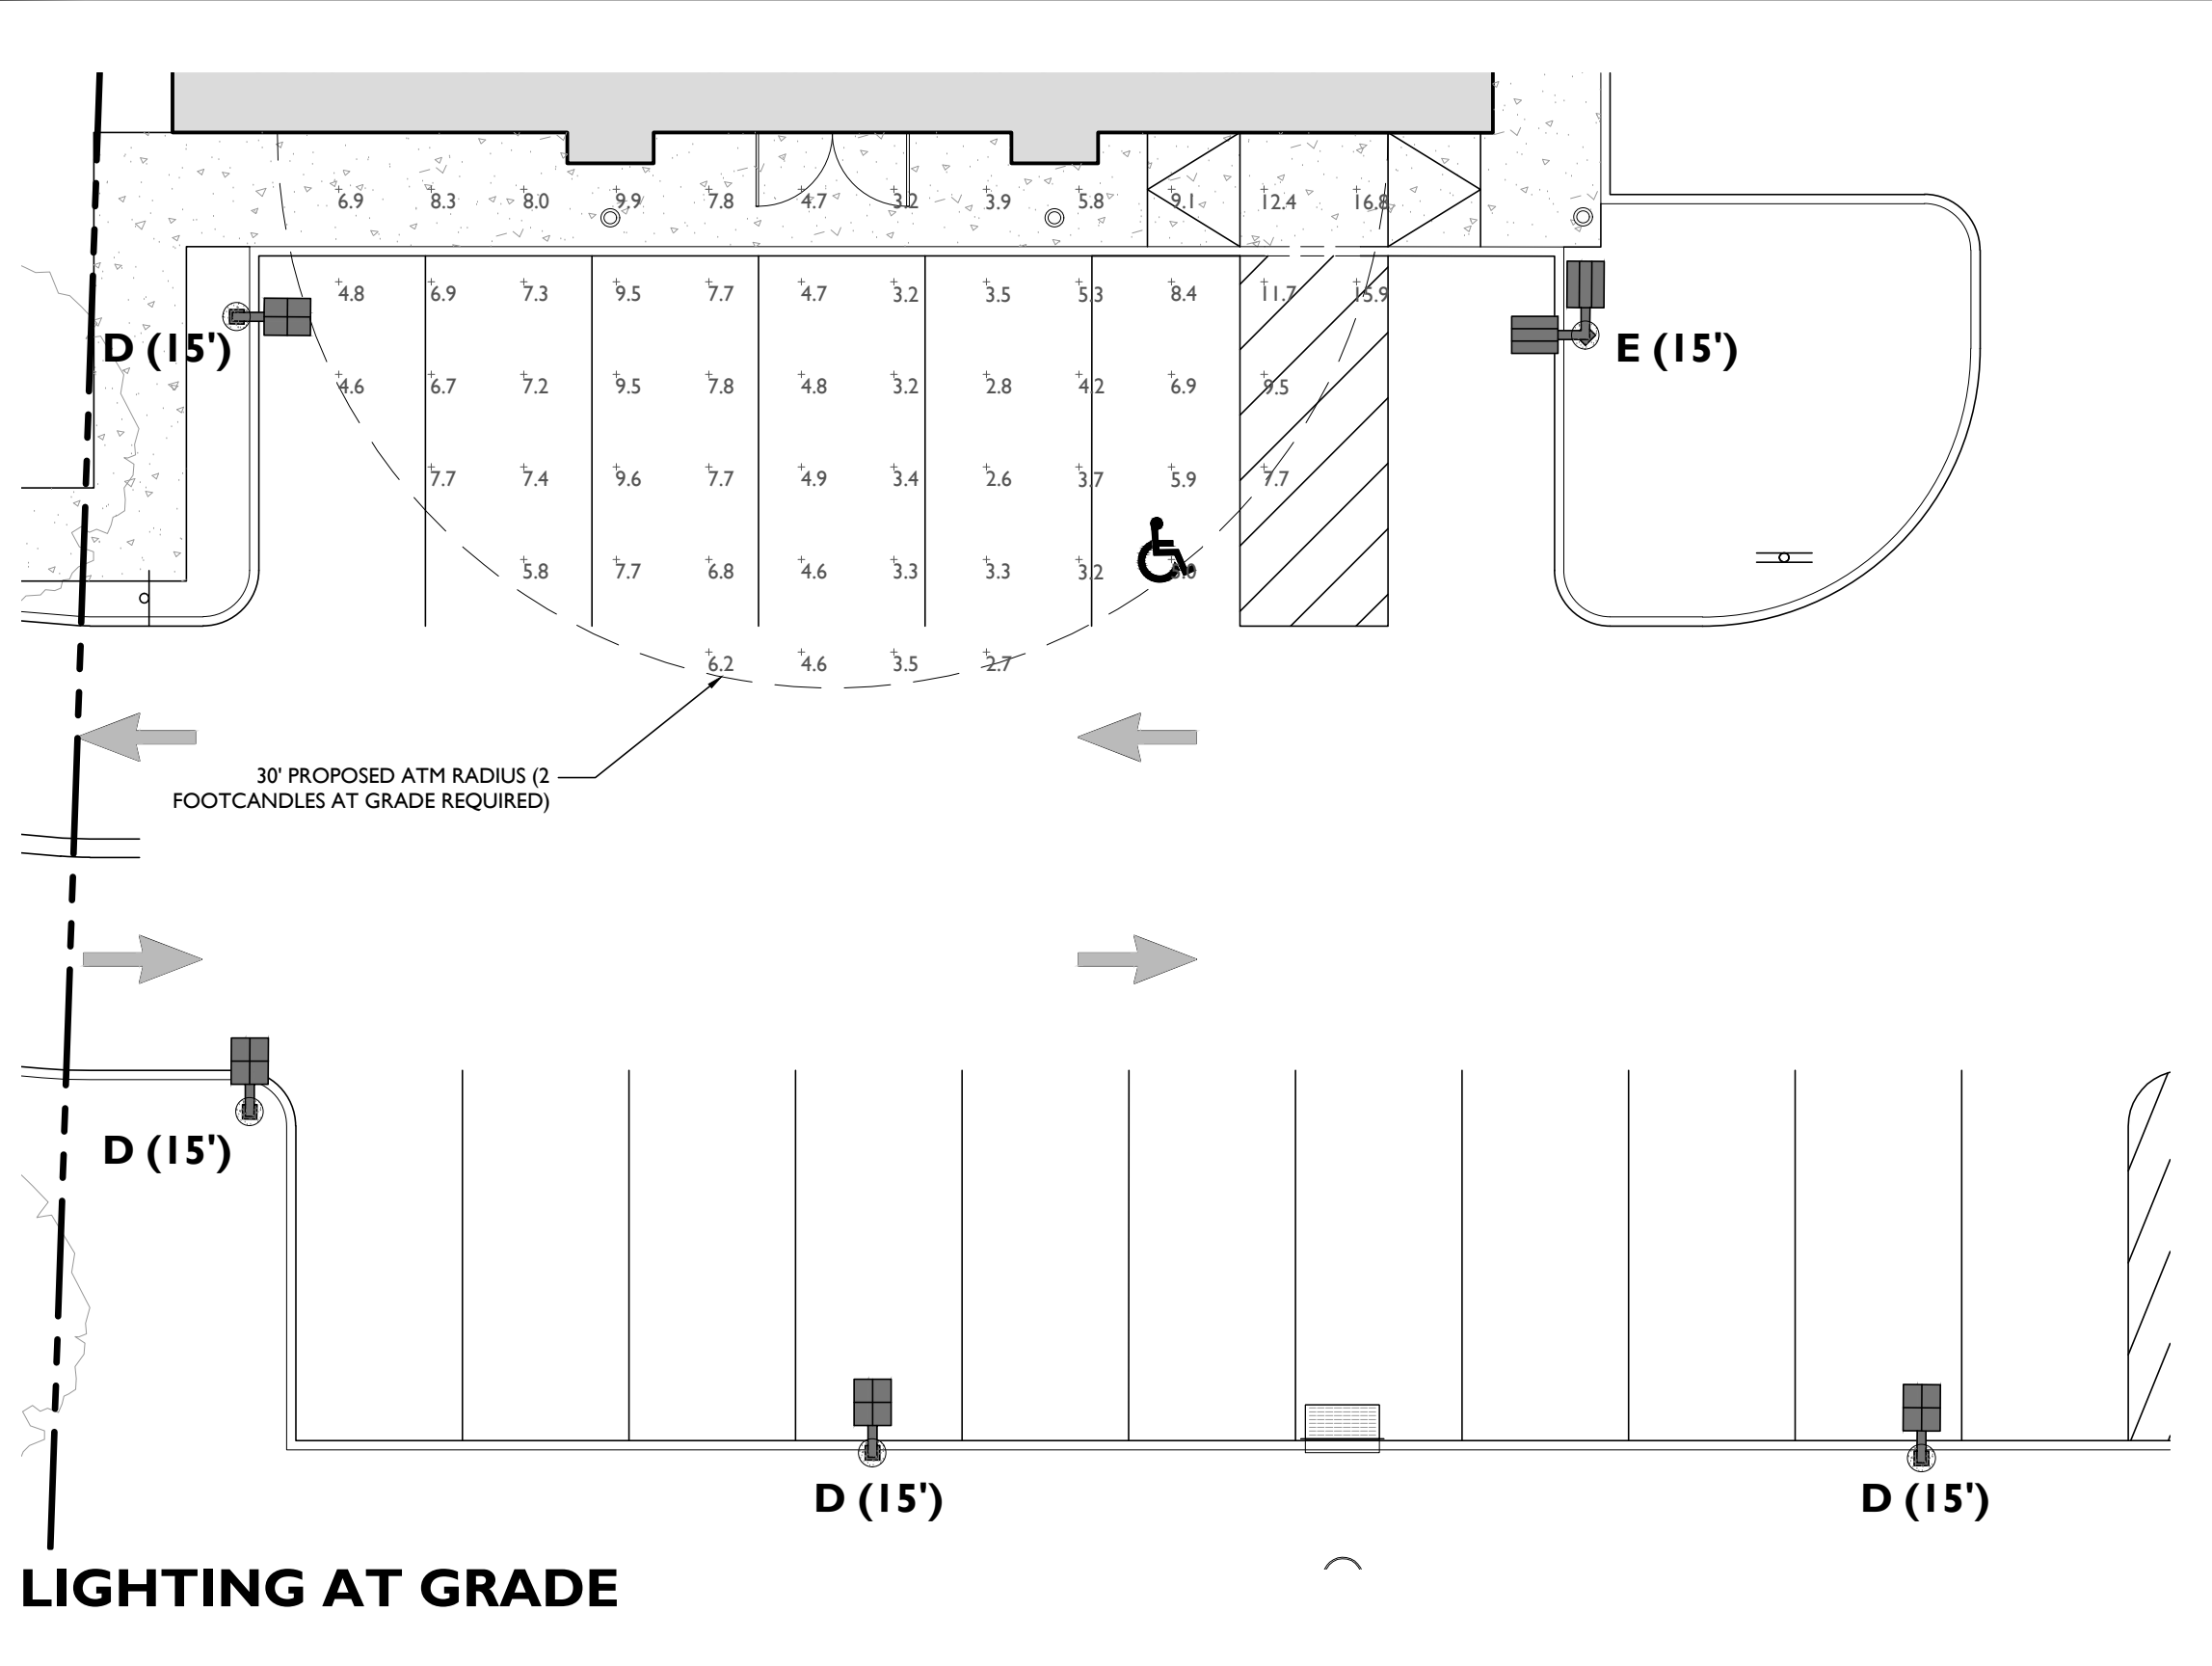 6.9 8.3 8.0 9.9 7.8 4.7 3.2 3.9 5.8 9.1 12.4 16.8
4.8 6.9 7.3 9.5 7.7 4.7 3.2 3.5 5.3 8.4 11.7 15.9
D (15')
E (15')
4.6 6.7 7.2 9.5 7.8 4.8 3.2 2.8 4.2 6.9 9.5
7.7 7.4 9.6 7.7 4.9 3.4 2.6 3.7 5.9 7.7
5.8 7.7 6.8 4.6 3.3 3.3 3.2
6.2 4.6 3.5 2.7
30' PROPOSED ATM RADIUS (2
FOOTCANDLES AT GRADE REQUIRED)
D (15')
D (15')
D (15')
LIGHTING AT GRADE